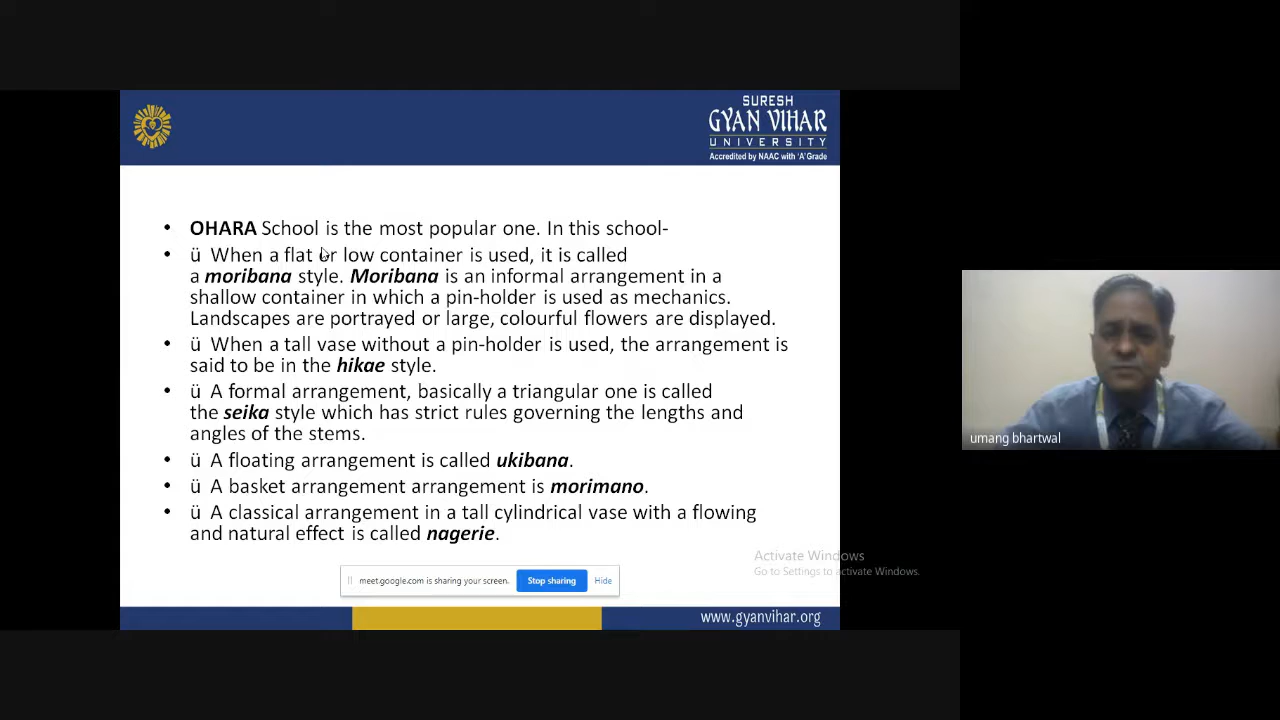 SURESH
GYAN VIHAR
UNIVERSITY
Accredited by NAAC with 'A' Grade
• OHARA School is the most popular one. In this school-
• ü When a flat or low container is used, it is called
a moribana style. Moribana is an informal arrangement in a
shallow container in which a pin-holder is used as mechanics.
Landscapes are portrayed or large, colourful flowers are displayed.
• ü When a tall vase without a pin-holder is used, the arrangement is
said to be in the hikae style.
• ü A formal arrangement, basically a triangular one is called
the seika style which has strict rules governing the lengths and
angles of the stems.
• ü A floating arrangement is called ukibana.
• ü A basket arrangement arrangement is morimano.
• ü A classical arrangement in a tall cylindrical vase with a flowing
and natural effect is called nagerie.
umang bhartwal
Activate Windows
Go to Settings to activate Windows.
meet.google.com is sharing your screen. Stop sharing Hide
www.gyanvihar.org